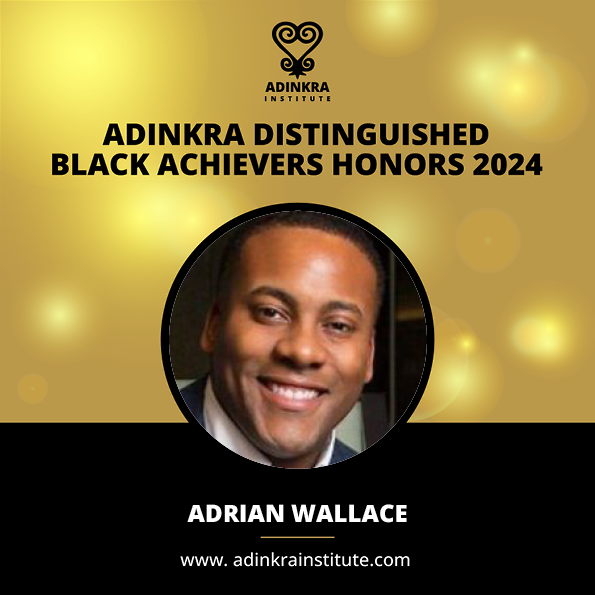 ADINKRA
INSTITUTE
ADINKRA DISTINGUISHED
BLACK ACHIEVERS HONORS 2024
ADRIAN WALLACE
www. adinkrainstitute.com